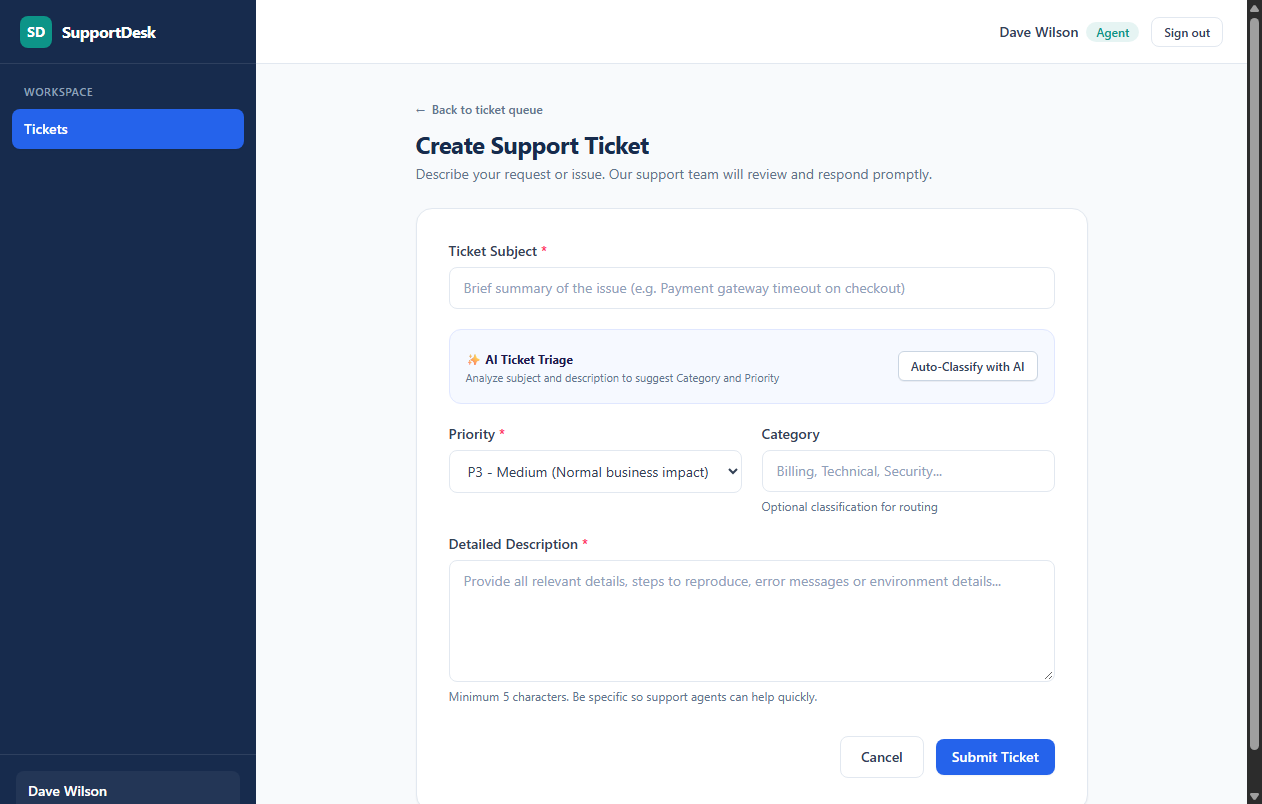 SD SupportDesk
Dave Wilson Agent Sign out
WORKSPACE
Tickets
← Back to ticket queue
Create Support Ticket
Describe your request or issue. Our support team will review and respond promptly.
Ticket Subject *
Brief summary of the issue (e.g. Payment gateway timeout on checkout)
✨ AI Ticket Triage
Analyze subject and description to suggest Category and Priority
Auto-Classify with AI
Priority *
P3 - Medium (Normal business impact)
Category
Billing, Technical, Security...
Optional classification for routing
Detailed Description *
Provide all relevant details, steps to reproduce, error messages or environment details...
Minimum 5 characters. Be specific so support agents can help quickly.
Cancel
Submit Ticket
Dave Wilson